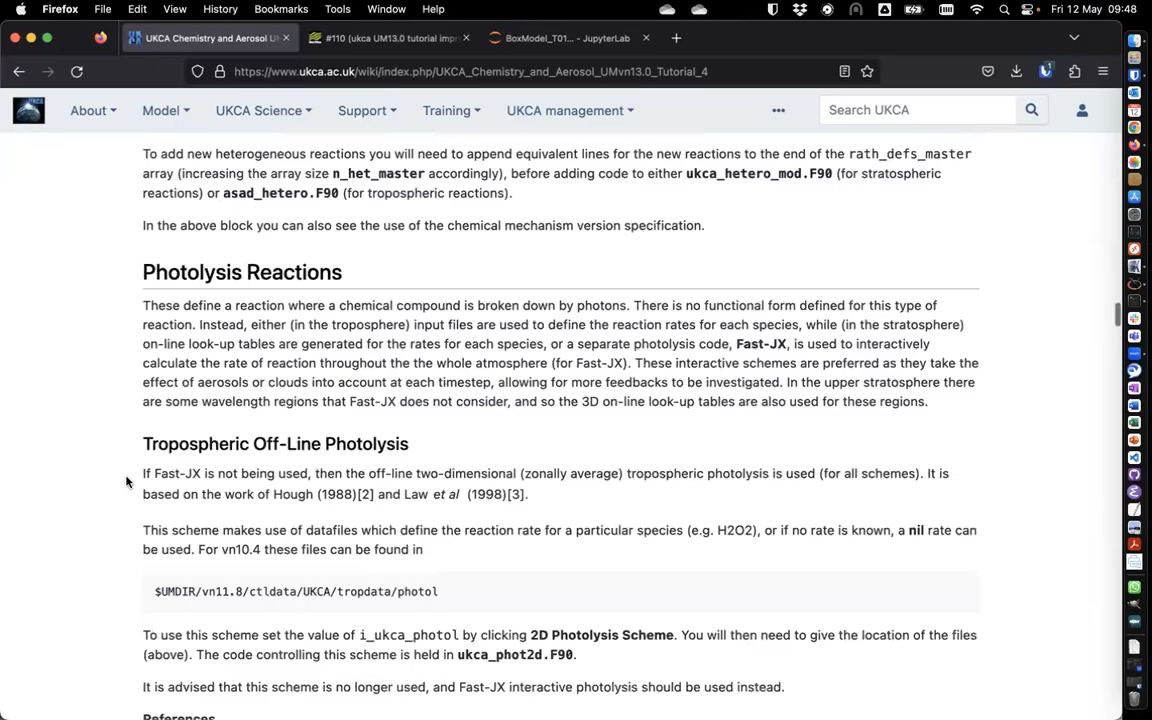 Firefox File Edit View History Bookmarks Tools Window Help Fri 12 May 09:48
UKCA Chemistry and Aerosol U
#110 (ukca UM13.0 tutorial impr
BoxModel_T01... - JupyterLab
https://www.ukca.ac.uk/wiki/index.php/UKCA_Chemistry_and_Aerosol_UMvn13.0_Tutorial_4
About Model UKCA Science Support Training UKCA management Search UKCA
To add new heterogeneous reactions you will need to append equivalent lines for the new reactions to the end of the rath_defs_master
array (increasing the array size n_het_master accordingly), before adding code to either ukca_hetero_mod.F90 (for stratospheric
reactions) or asad_hetero.F90 (for tropospheric reactions).
In the above block you can also see the use of the chemical mechanism version specification.
Photolysis Reactions
These define a reaction where a chemical compound is broken down by photons. There is no functional form defined for this type of
reaction. Instead, either (in the troposphere) input files are used to define the reaction rates for each species, while (in the stratosphere)
on-line look-up tables are generated for the rates for each species, or a separate photolysis code, Fast-JX, is used to interactively
calculate the rate of reaction throughout the the whole atmosphere (for Fast-JX). These interactive schemes are preferred as they take the
effect of aerosols or clouds into account at each timestep, allowing for more feedbacks to be investigated. In the upper stratosphere there
are some wavelength regions that Fast-JX does not consider, and so the 3D on-line look-up tables are also used for these regions.
Tropospheric Off-Line Photolysis
If Fast-JX is not being used, then the off-line two-dimensional (zonally average) tropospheric photolysis is used (for all schemes). It is
based on the work of Hough (1988)[2] and Law et al (1998)[3].
This scheme makes use of datafiles which define the reaction rate for a particular species (e.g. H2O2), or if no rate is known, a nil rate can
be used. For vn10.4 these files can be found in
$UMDIR/vn11.8/ctldata/UKCA/tropdata/photol
To use this scheme set the value of i_ukca_photol by clicking 2D Photolysis Scheme. You will then need to give the location of the files
(above). The code controlling this scheme is held in ukca_phot2d.F90.
It is advised that this scheme is no longer used, and Fast-JX interactive photolysis should be used instead.
References